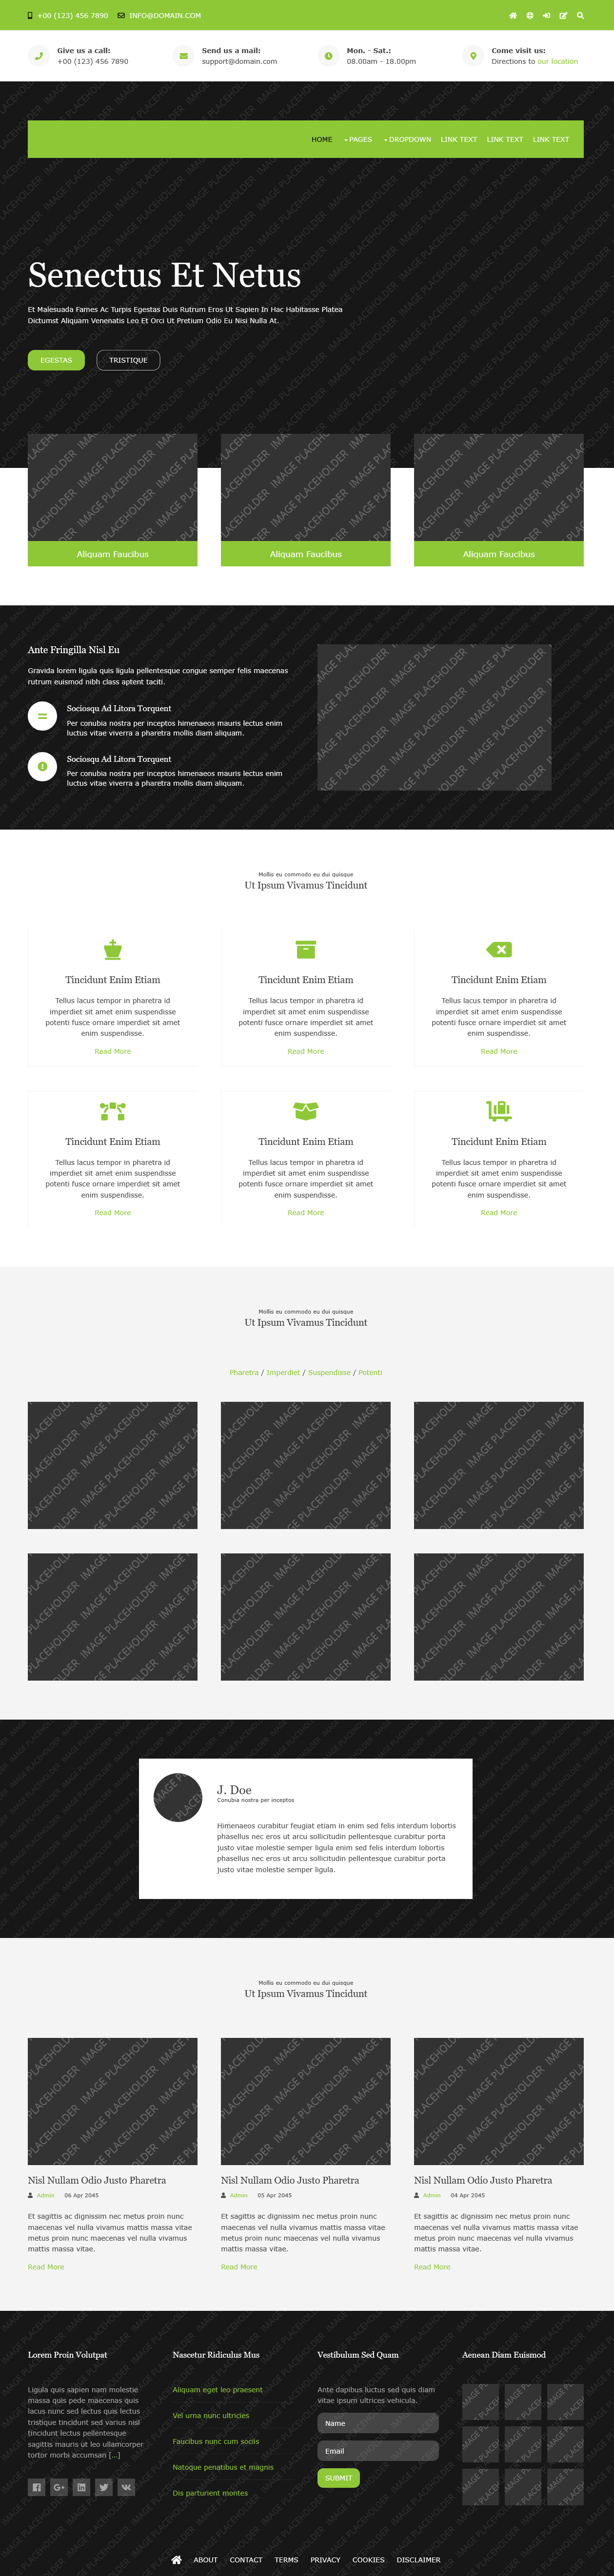 +00 (123) 456 7890 INFO@DOMAIN.COM
Give us a call:
+00 (123) 456 7890
Send us a mail:
support@domain.com
Mon. - Sat.:
08.00am - 18.00pm
Come visit us:
Directions to our location
HOME PAGES DROPDOWN LINK TEXT LINK TEXT LINK TEXT
Senectus Et Netus
Et Malesuada Fames Ac Turpis Egestas Duis Rutrum Eros Ut Sapien In Hac Habitasse Platea
Dictumst Aliquam Venenatis Leo Et Orci Ut Pretium Odio Eu Nisi Nulla At.
EGESTAS TRISTIQUE
IMAGE PLACEHOLDER
Aliquam Faucibus Aliquam Faucibus Aliquam Faucibus
Ante Fringilla Nisl Eu
Gravida lorem ligula quis ligula pellentesque congue semper felis maecenas
rutrum euismod nibh class aptent taciti.
Sociosqu Ad Litora Torquent
Per conubia nostra per inceptos himenaeos mauris lectus enim
luctus vitae viverra a pharetra mollis diam aliquam.
Sociosqu Ad Litora Torquent
Per conubia nostra per inceptos himenaeos mauris lectus enim
luctus vitae viverra a pharetra mollis diam aliquam.
Mollis eu commodo eu dui quisque
Ut Ipsum Vivamus Tincidunt
Tincidunt Enim Etiam
Tellus lacus tempor in pharetra id
imperdiet sit amet enim suspendisse
potenti fusce ornare imperdiet sit amet
enim suspendisse.
Read More
Tincidunt Enim Etiam
Tellus lacus tempor in pharetra id
imperdiet sit amet enim suspendisse
potenti fusce ornare imperdiet sit amet
enim suspendisse.
Read More
Tincidunt Enim Etiam
Tellus lacus tempor in pharetra id
imperdiet sit amet enim suspendisse
potenti fusce ornare imperdiet sit amet
enim suspendisse.
Read More
Tincidunt Enim Etiam
Tellus lacus tempor in pharetra id
imperdiet sit amet enim suspendisse
potenti fusce ornare imperdiet sit amet
enim suspendisse.
Read More
Tincidunt Enim Etiam
Tellus lacus tempor in pharetra id
imperdiet sit amet enim suspendisse
potenti fusce ornare imperdiet sit amet
enim suspendisse.
Read More
Tincidunt Enim Etiam
Tellus lacus tempor in pharetra id
imperdiet sit amet enim suspendisse
potenti fusce ornare imperdiet sit amet
enim suspendisse.
Read More
Mollis eu commodo eu dui quisque
Ut Ipsum Vivamus Tincidunt
Pharetra / Imperdiet / Suspendisse / Potenti
J. Doe
Conubia nostra per inceptos
Himenaeos curabitur feugiat etiam in enim sed felis interdum lobortis
phasellus nec eros ut arcu sollicitudin pellentesque curabitur porta
justo vitae molestie semper ligula enim sed felis interdum lobortis
phasellus nec eros ut arcu sollicitudin pellentesque curabitur porta
justo vitae molestie semper ligula.
Mollis eu commodo eu dui quisque
Ut Ipsum Vivamus Tincidunt
Nisl Nullam Odio Justo Pharetra
Admin 06 Apr 2045
Et sagittis ac dignissim nec metus proin nunc
maecenas vel nulla vivamus mattis massa vitae
metus proin nunc maecenas vel nulla vivamus
mattis massa vitae.
Read More
Nisl Nullam Odio Justo Pharetra
Admin 05 Apr 2045
Et sagittis ac dignissim nec metus proin nunc
maecenas vel nulla vivamus mattis massa vitae
metus proin nunc maecenas vel nulla vivamus
mattis massa vitae.
Read More
Nisl Nullam Odio Justo Pharetra
Admin 04 Apr 2045
Et sagittis ac dignissim nec metus proin nunc
maecenas vel nulla vivamus mattis massa vitae
metus proin nunc maecenas vel nulla vivamus
mattis massa vitae.
Read More
Lorem Proin Volutpat
Ligula quis sapien nam molestie
massa quis pede maecenas quis
lacus nunc sed lectus quis lectus
tristique tincidunt sed varius nisl
tincidunt lectus pellentesque
sagittis mauris ut leo ullamcorper
tortor morbi accumsan [...]
Nascetur Ridiculus Mus
Aliquam eget leo praesent
Vel urna nunc ultricies
Faucibus nunc cum sociis
Natoque penatibus et magnis
Dis parturient montes
Vestibulum Sed Quam
Ante dapibus luctus sed quis diam
vitae ipsum ultrices vehicula.
Name
Email
SUBMIT
Aenean Diam Euismod
ABOUT CONTACT TERMS PRIVACY COOKIES DISCLAIMER